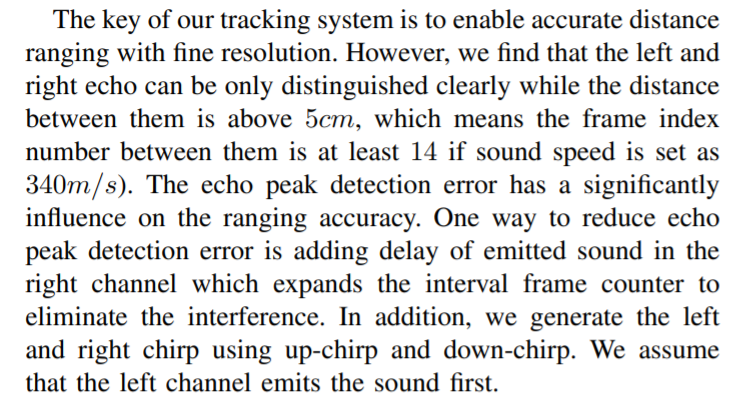 The key of our tracking system is to enable accurate distance
ranging with fine resolution. However, we find that the left and
right echo can be only distinguished clearly while the distance
between them is above 5cm, which means the frame index
number between them is at least 14 if sound speed is set as
340m/s). The echo peak detection error has a significantly
influence on the ranging accuracy. One way to reduce echo
peak detection error is adding delay of emitted sound in the
right channel which expands the interval frame counter to
eliminate the interference. In addition, we generate the left
and right chirp using up-chirp and down-chirp. We assume
that the left channel emits the sound first.